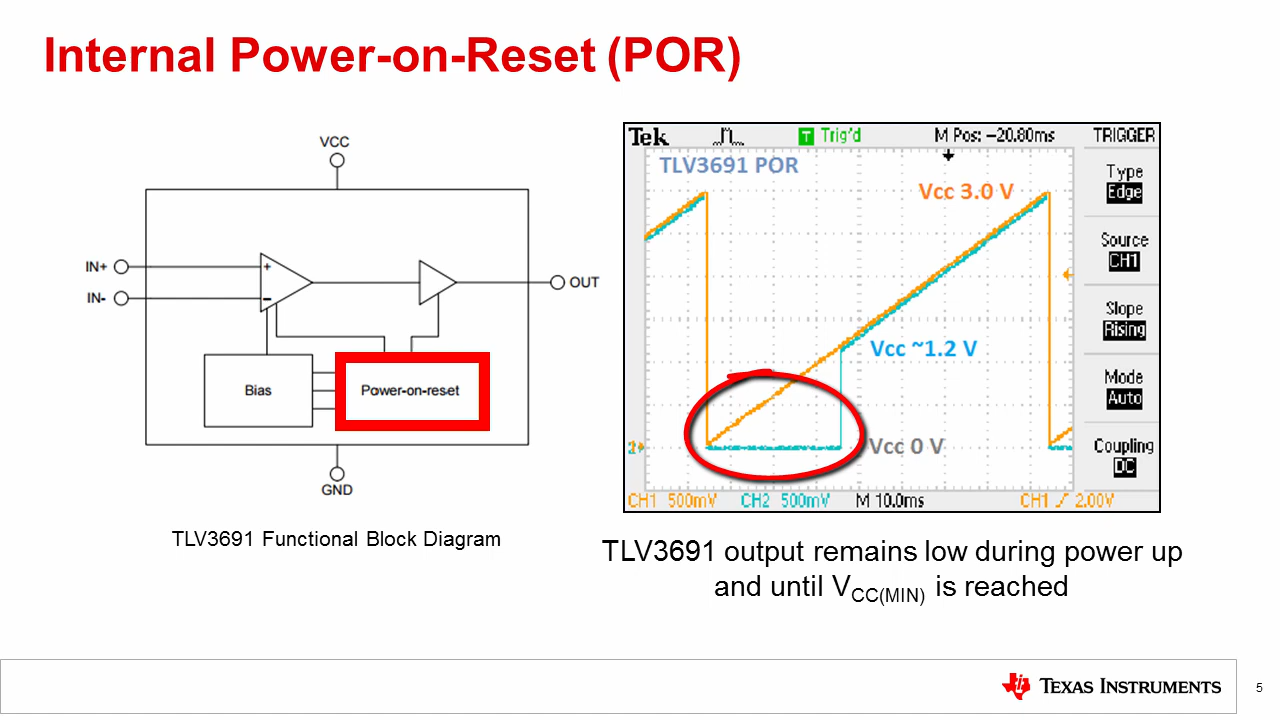 Internal Power-on-Reset (POR)
VCC
IN+
IN-
+
−
OUT
Bias
Power-on-reset
GND
TLV3691 Functional Block Diagram
Tek
T Trig'd
M Pos: -20.80ms
TRIGGER
TLV3691 POR
Vcc 3.0 V
Vcc ~1.2 V
Vcc 0 V
Type
Edge
Source
CH1
Slope
Rising
Mode
Auto
Coupling
DC
CH1 500mV
CH2 500mV
M 10.0ms
CH1 / 2.00V
TLV3691 output remains low during power up
and until VCC(MIN) is reached
TEXAS INSTRUMENTS
5